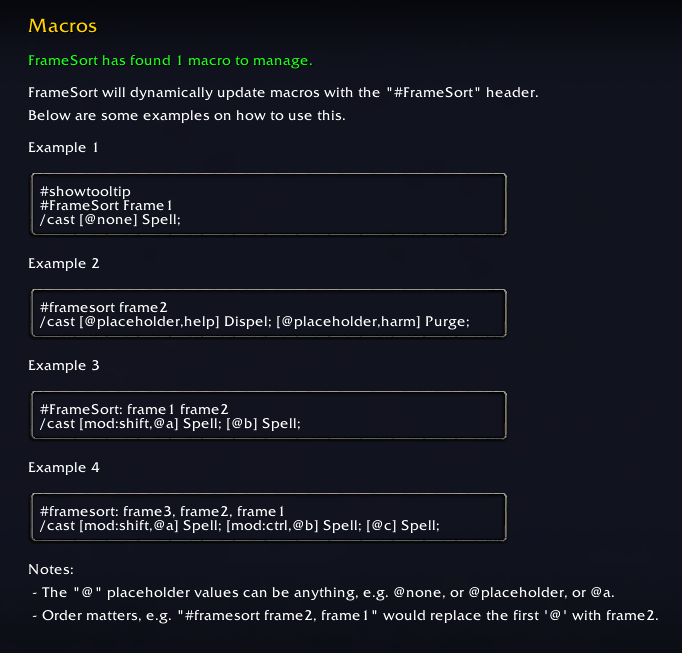 Macros
FrameSort has found 1 macro to manage.
FrameSort will dynamically update macros with the "#FrameSort" header.
Below are some examples on how to use this.
Example 1
#showtooltip
#FrameSort Frame1
/cast [@none] Spell;
Example 2
#framesort frame2
/cast [@placeholder,help] Dispel; [@placeholder,harm] Purge;
Example 3
#FrameSort: frame1 frame2
/cast [mod:shift,@a] Spell; [@b] Spell;
Example 4
#framesort: frame3, frame2, frame1
/cast [mod:shift,@a] Spell; [mod:ctrl,@b] Spell; [@c] Spell;
Notes:
- The "@" placeholder values can be anything, e.g. @none, or @placeholder, or @a.
- Order matters, e.g. "#framesort frame2, frame1" would replace the first '@' with frame2.